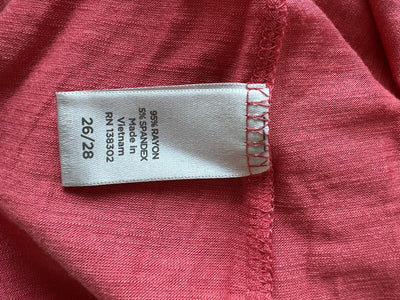 95% RAYON
5% SPANDEX
Made in
Vietnam
RN 138302
26/28